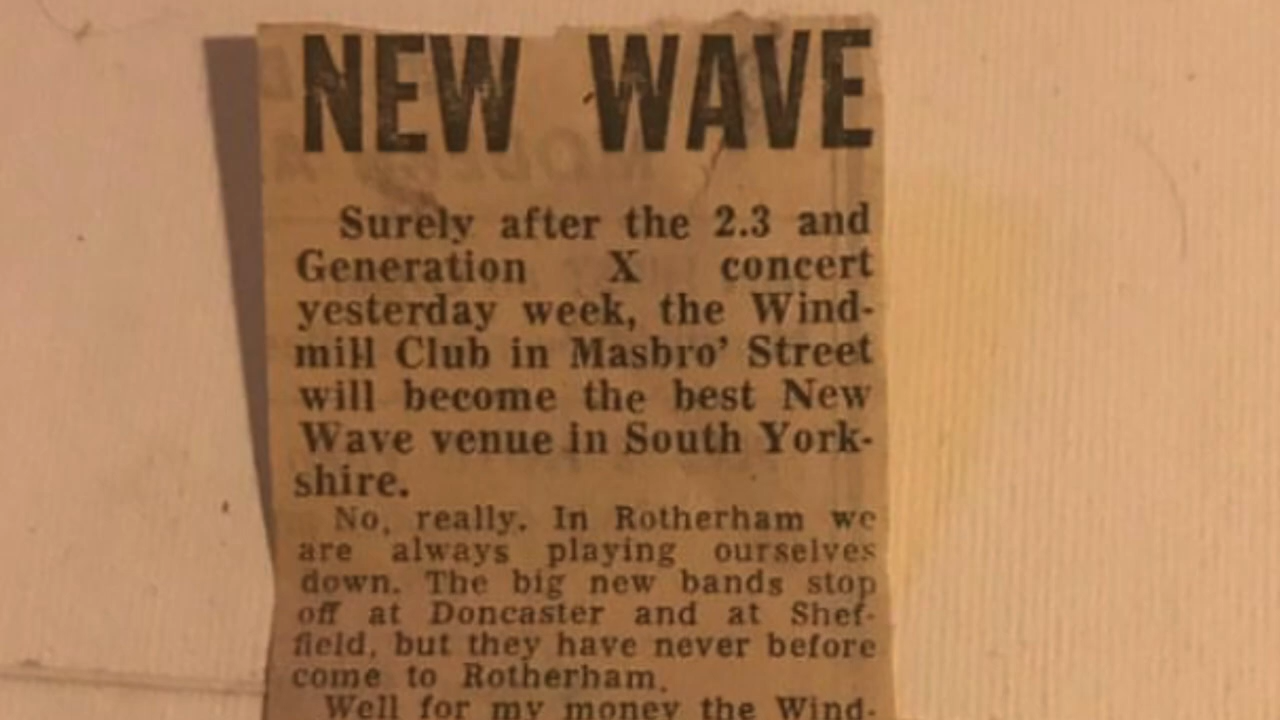 NEW WAVE
Surely after the 2.3 and
Generation X concert
yesterday week, the Wind-
mill Club in Masbro' Street
will become the best New
Wave venue in South York-
shire.
No, really. In Rotherham we
are always playing ourselves
down. The big new bands stop
off at Doncaster and at Shef-
field, but they have never before
come to Rotherham.
Well for my money the Wind-